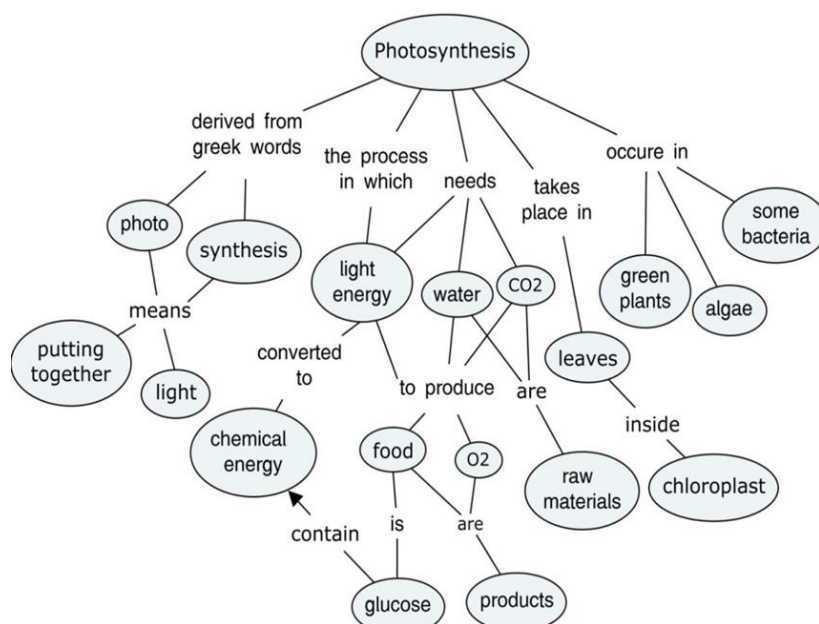 Photosynthesis
derived from
greek words
the process
in which
needs
takes
place in
occure in
photo
synthesis
light
energy
water
CO2
green
plants
algae
some
bacteria
means
putting
together
light
converted
to
to produce
are
leaves
inside
chemical
energy
food
O2
raw
materials
chloroplast
contain
is
are
glucose
products